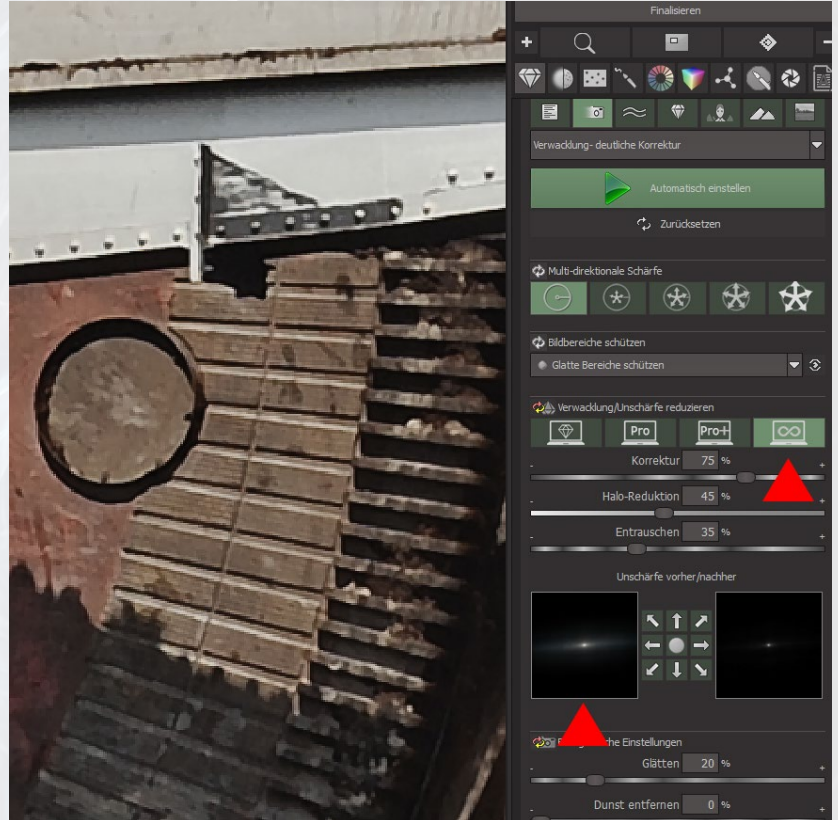 Finalisieren
Verwacklung- deutliche Korrektur
Automatisch einstellen
Zurücksetzen
Multi-direktionale Schärfe
Bildbereiche schützen
Glatte Bereiche schützen
Verwacklung/Unschärfe reduzieren
Pro Pro+
Korrektur 75 %
Halo-Reduktion 45 %
Entrauschen 35 %
Unschärfe vorher/nachher
che Einstellungen
Glätten 20 %
Dunst entfernen 0 %